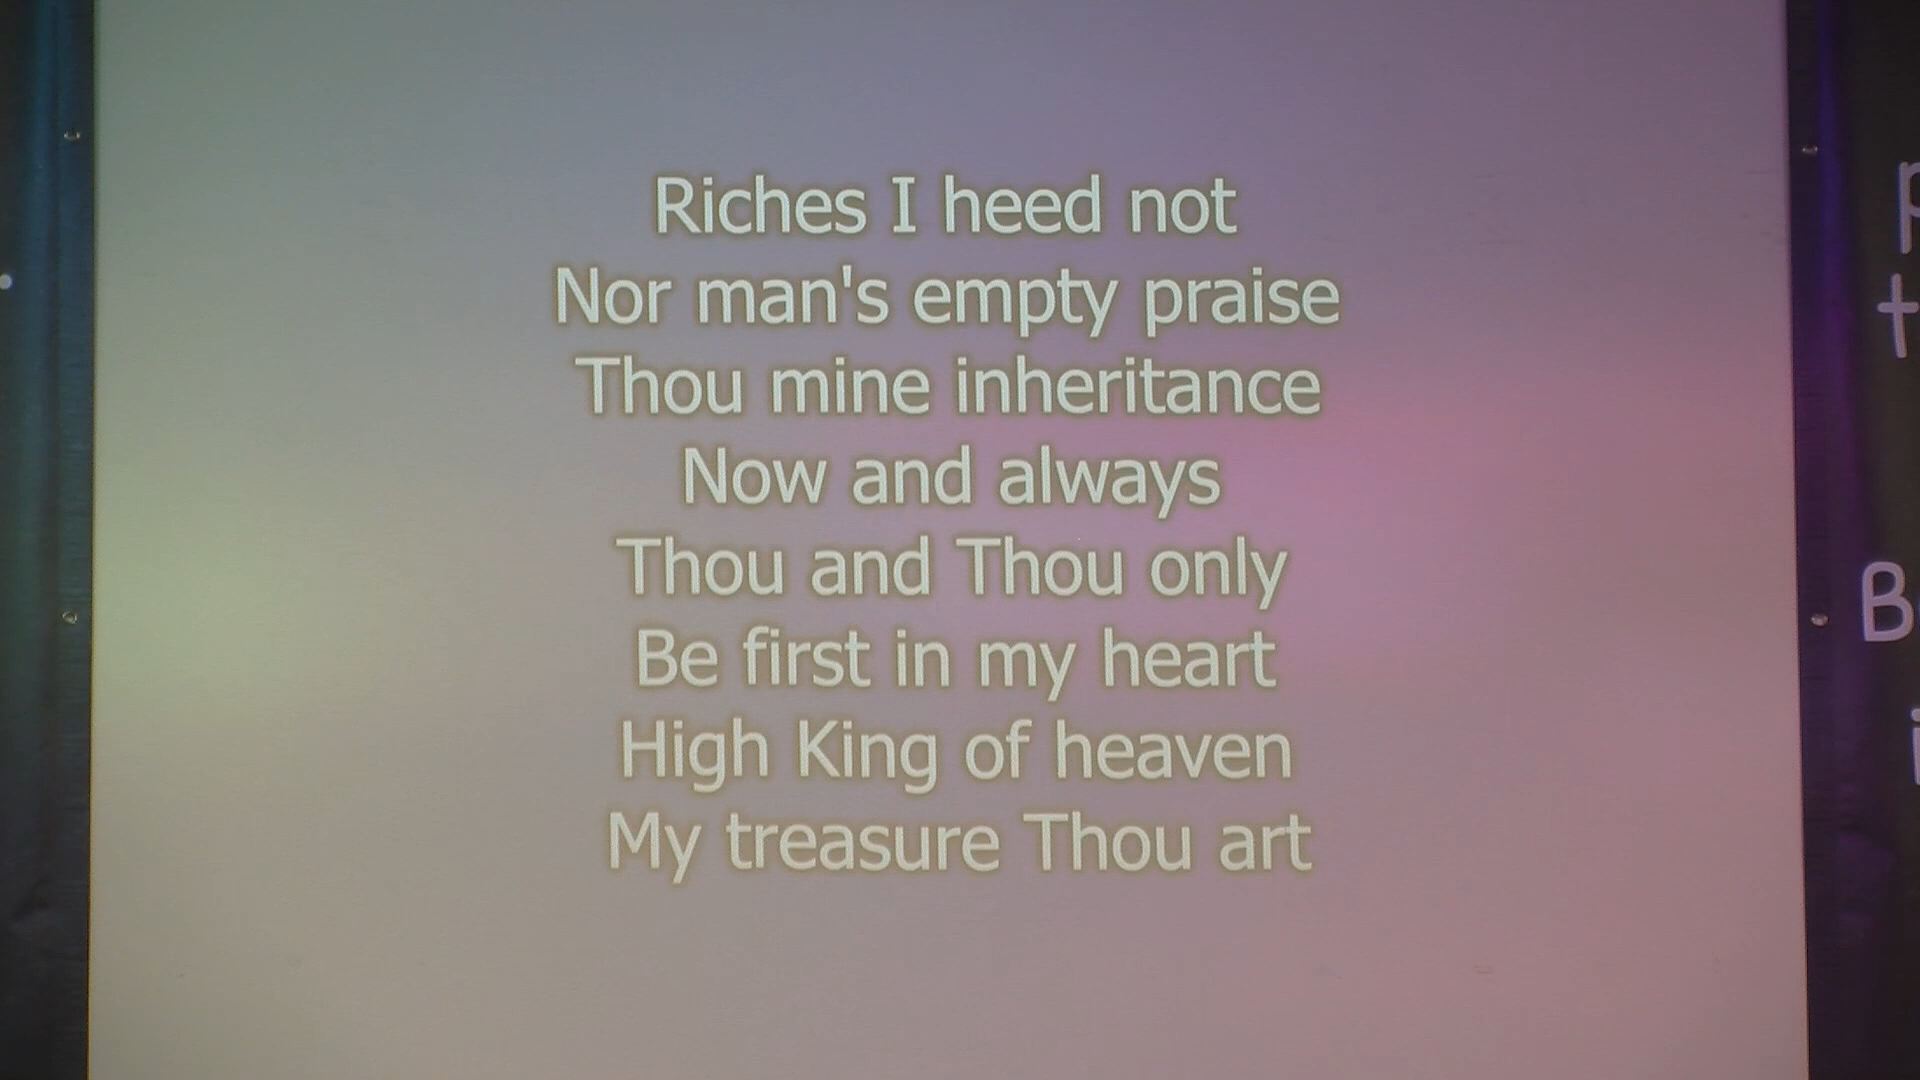 Riches I heed not
Nor man's empty praise
Thou mine inheritance
Now and always
Thou and Thou only
Be first in my heart
High King of heaven
My treasure Thou art